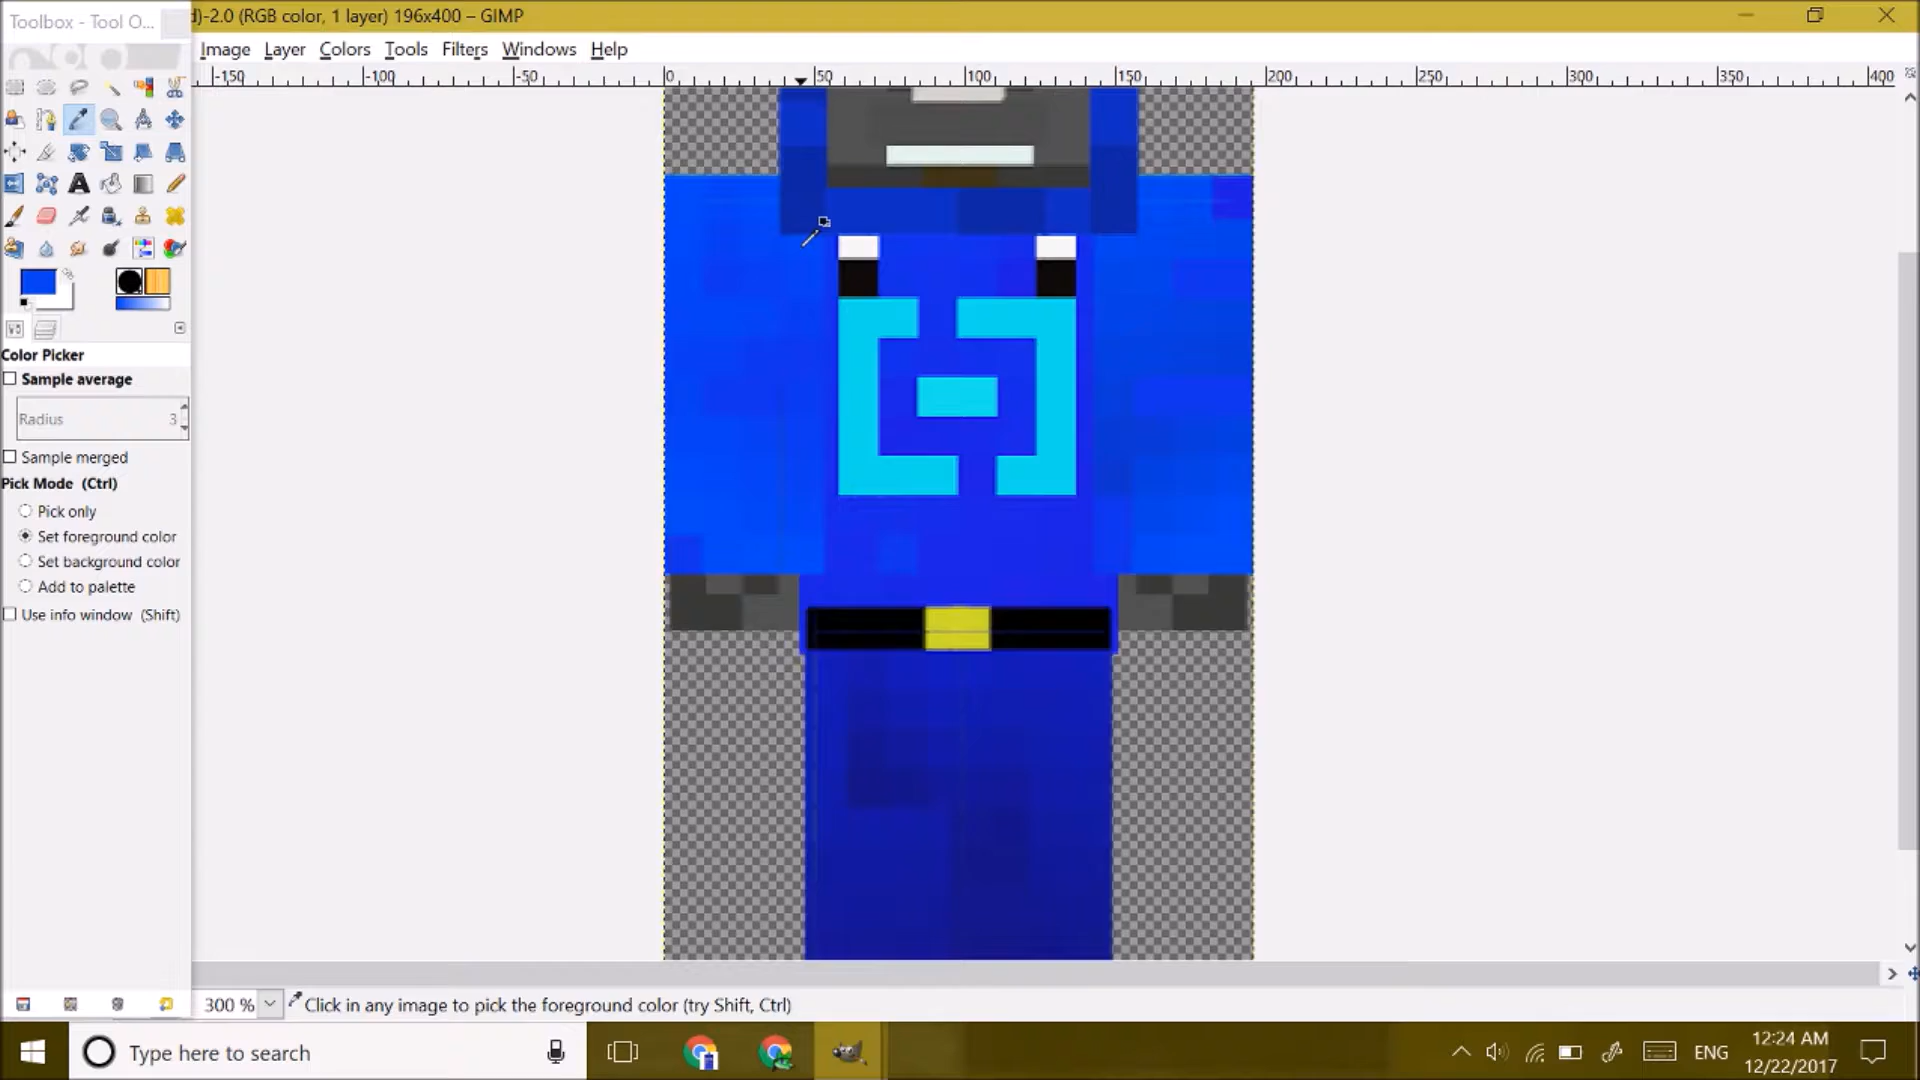 Toolbox - Tool O...
d)-2.0 (RGB color, 1 layer) 196x400 – GIMP
Image Layer Colors Tools Filters Windows Help
-150 -100 -50 0 50 100 150 200 250 300 350 400
Color Picker
Sample average
Radius 3
Sample merged
Pick Mode (Ctrl)
Pick only
Set foreground color
Set background color
Add to palette
Use info window (Shift)
300 % Click in any image to pick the foreground color (try Shift, Ctrl)
Type here to search
ENG
12:24 AM
12/22/2017